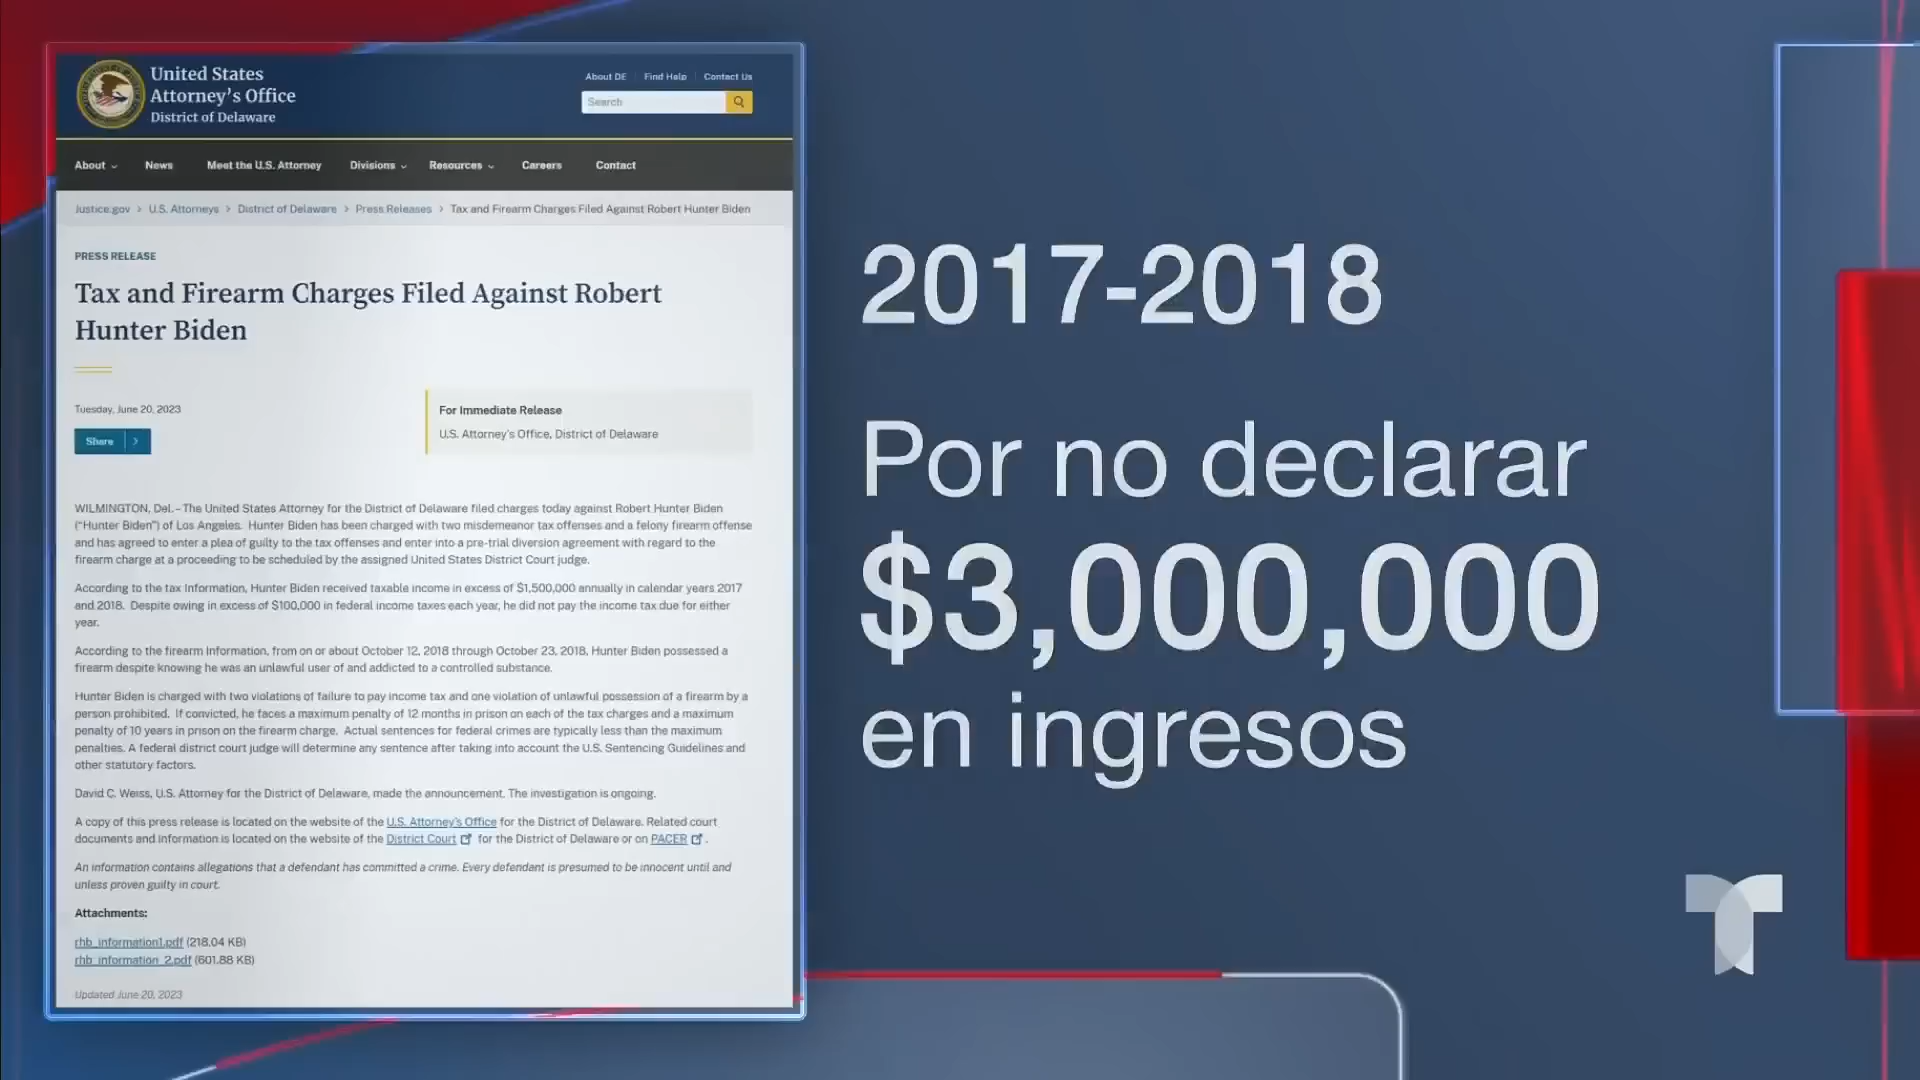 United States
Attorney's Office
District of Delaware
About DE
Find Help
Contact Us
Search
About
News
Meet the U.S. Attorney
Divisions
Resources
Careers
Contact
Justice.gov > U.S. Attorneys > District of Delaware > Press Releases > Tax and Firearm Charges Filed Against Robert Hunter Biden
PRESS RELEASE
Tax and Firearm Charges Filed Against Robert
Hunter Biden
Tuesday, June 20, 2023
Share
For Immediate Release
U.S. Attorney's Office, District of Delaware
WILMINGTON, Del. – The United States Attorney for the District of Delaware filed charges today against Robert Hunter Biden
("Hunter Biden") of Los Angeles. Hunter Biden has been charged with two misdemeanor tax offenses and a felony firearm offense
and has agreed to enter a plea of guilty to the tax offenses and enter into a pre-trial diversion agreement with regard to the
firearm charge at a proceeding to be scheduled by the assigned United States District Court judge.
According to the tax Information, Hunter Biden received taxable income in excess of $1,500,000 annually in calendar years 2017
and 2018. Despite owing in excess of $100,000 in federal income taxes each year, he did not pay the income tax due for either
year.
According to the firearm Information, from on or about October 12, 2018 through October 23, 2018, Hunter Biden possessed a
firearm despite knowing he was an unlawful user of and addicted to a controlled substance.
Hunter Biden is charged with two violations of failure to pay income tax and one violation of unlawful possession of a firearm by a
person prohibited. If convicted, he faces a maximum penalty of 12 months in prison on each of the tax charges and a maximum
penalty of 10 years in prison on the firearm charge. Actual sentences for federal crimes are typically less than the maximum
penalties. A federal district court judge will determine any sentence after taking into account the U.S. Sentencing Guidelines and
other statutory factors.
David C. Weiss, U.S. Attorney for the District of Delaware, made the announcement. The investigation is ongoing.
A copy of this press release is located on the website of the U.S. Attorney's Office for the District of Delaware. Related court
documents and information is located on the website of the District Court for the District of Delaware or on PACER.
An information contains allegations that a defendant has committed a crime. Every defendant is presumed to be innocent until and
unless proven guilty in court.
Attachments:
rhb_information1.pdf (218.04 KB)
rhb_information_2.pdf (601.88 KB)
Updated June 20, 2023
2017-2018
Por no declarar
$3,000,000
en ingresos